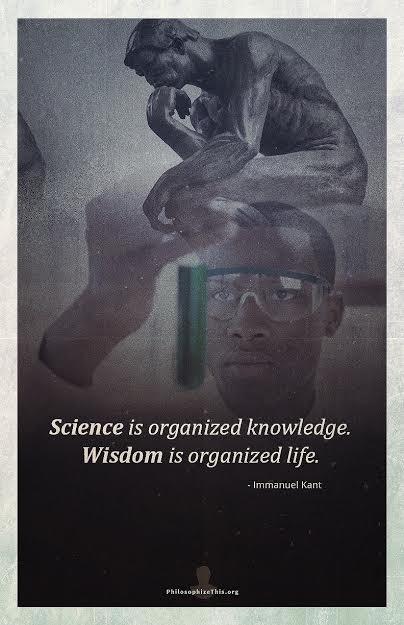 Science is organized knowledge.
Wisdom is organized life.
- Immanuel Kant
PhilosophizeThis.org